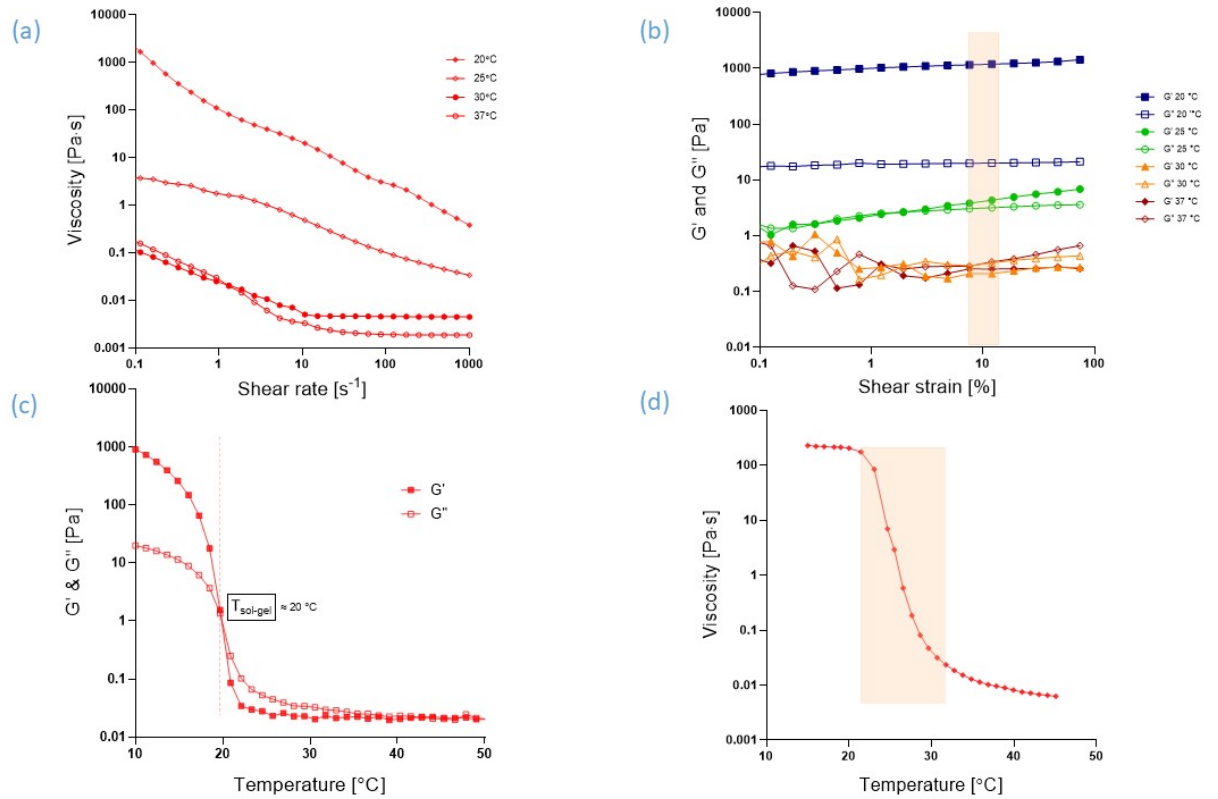 (a)
10000
1000
100
10
1
0.1
0.01
0.001
Viscosity [Pa·s]
0.1 1 10 100 1000
Shear rate [s⁻¹]
20°C
25°C
30°C
37°C
(b)
10000
1000
100
10
1
0.1
0.01
G' and G'' [Pa]
0.1 1 10 100
Shear strain [%]
G' 20 °C
G'' 20 °C
G' 25 °C
G'' 25 °C
G' 30 °C
G'' 30 °C
G' 37 °C
G'' 37 °C
(c)
10000
1000
100
10
1
0.1
0.01
G' & G'' [Pa]
10 20 30 40 50
Temperature [°C]
G'
G''
Tsol-gel ≈ 20 °C
(d)
1000
100
10
1
0.1
0.01
0.001
Viscosity [Pa·s]
10 20 30 40 50
Temperature [°C]